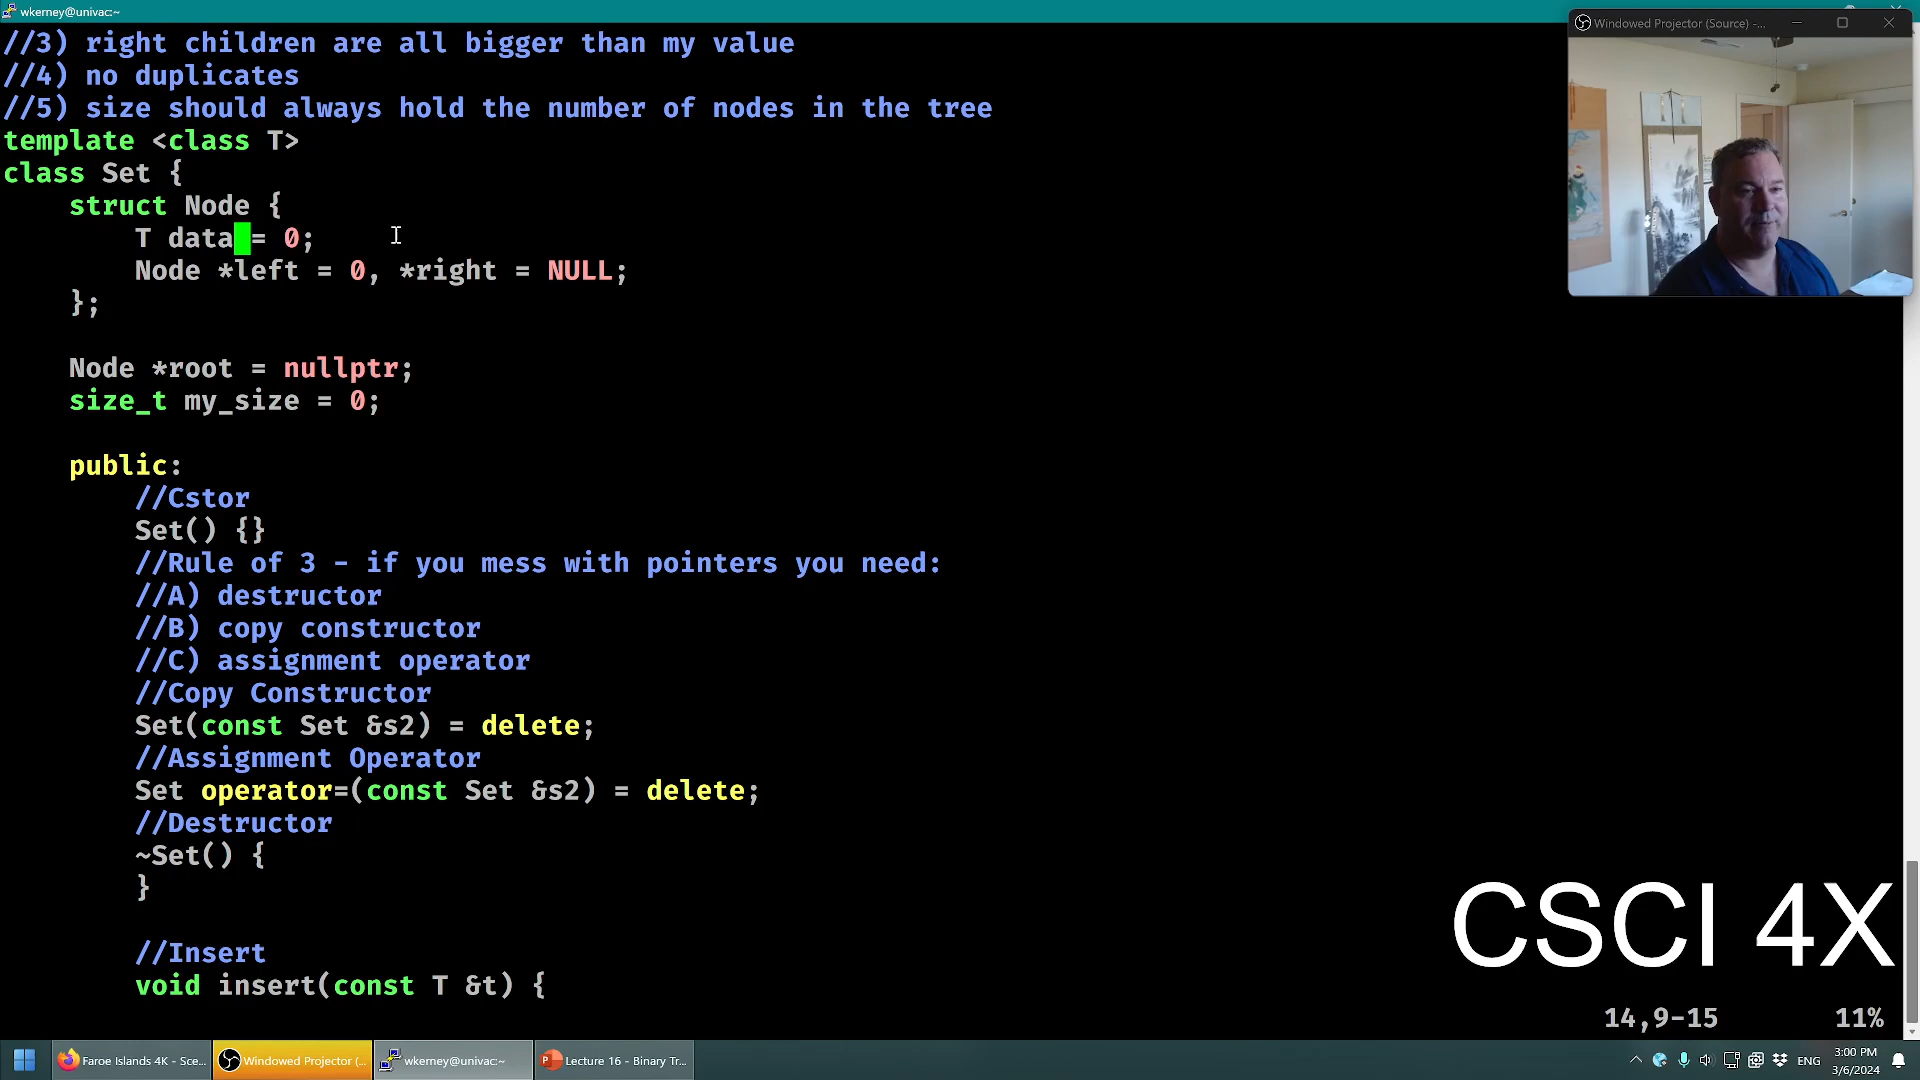 wkerney@univac:~
Windowed Projector (Source) -...
//3) right children are all bigger than my value
//4) no duplicates
//5) size should always hold the number of nodes in the tree
template <class T>
class Set {
struct Node {
T data = 0;
Node *left = 0, *right = NULL;
};
Node *root = nullptr;
size_t my_size = 0;
public:
//Cstor
Set() {}
//Rule of 3 - if you mess with pointers you need:
//A) destructor
//B) copy constructor
//C) assignment operator
//Copy Constructor
Set(const Set &s2) = delete;
//Assignment Operator
Set operator=(const Set &s2) = delete;
//Destructor
~Set() {
}
//Insert
void insert(const T &t) {
CSCI 4X
14,9-15 11%
Faroe Islands 4K - Sce...
Windowed Projector (...
wkerney@univac:~
Lecture 16 - Binary Tr...
ENG
3:00 PM
3/6/2024